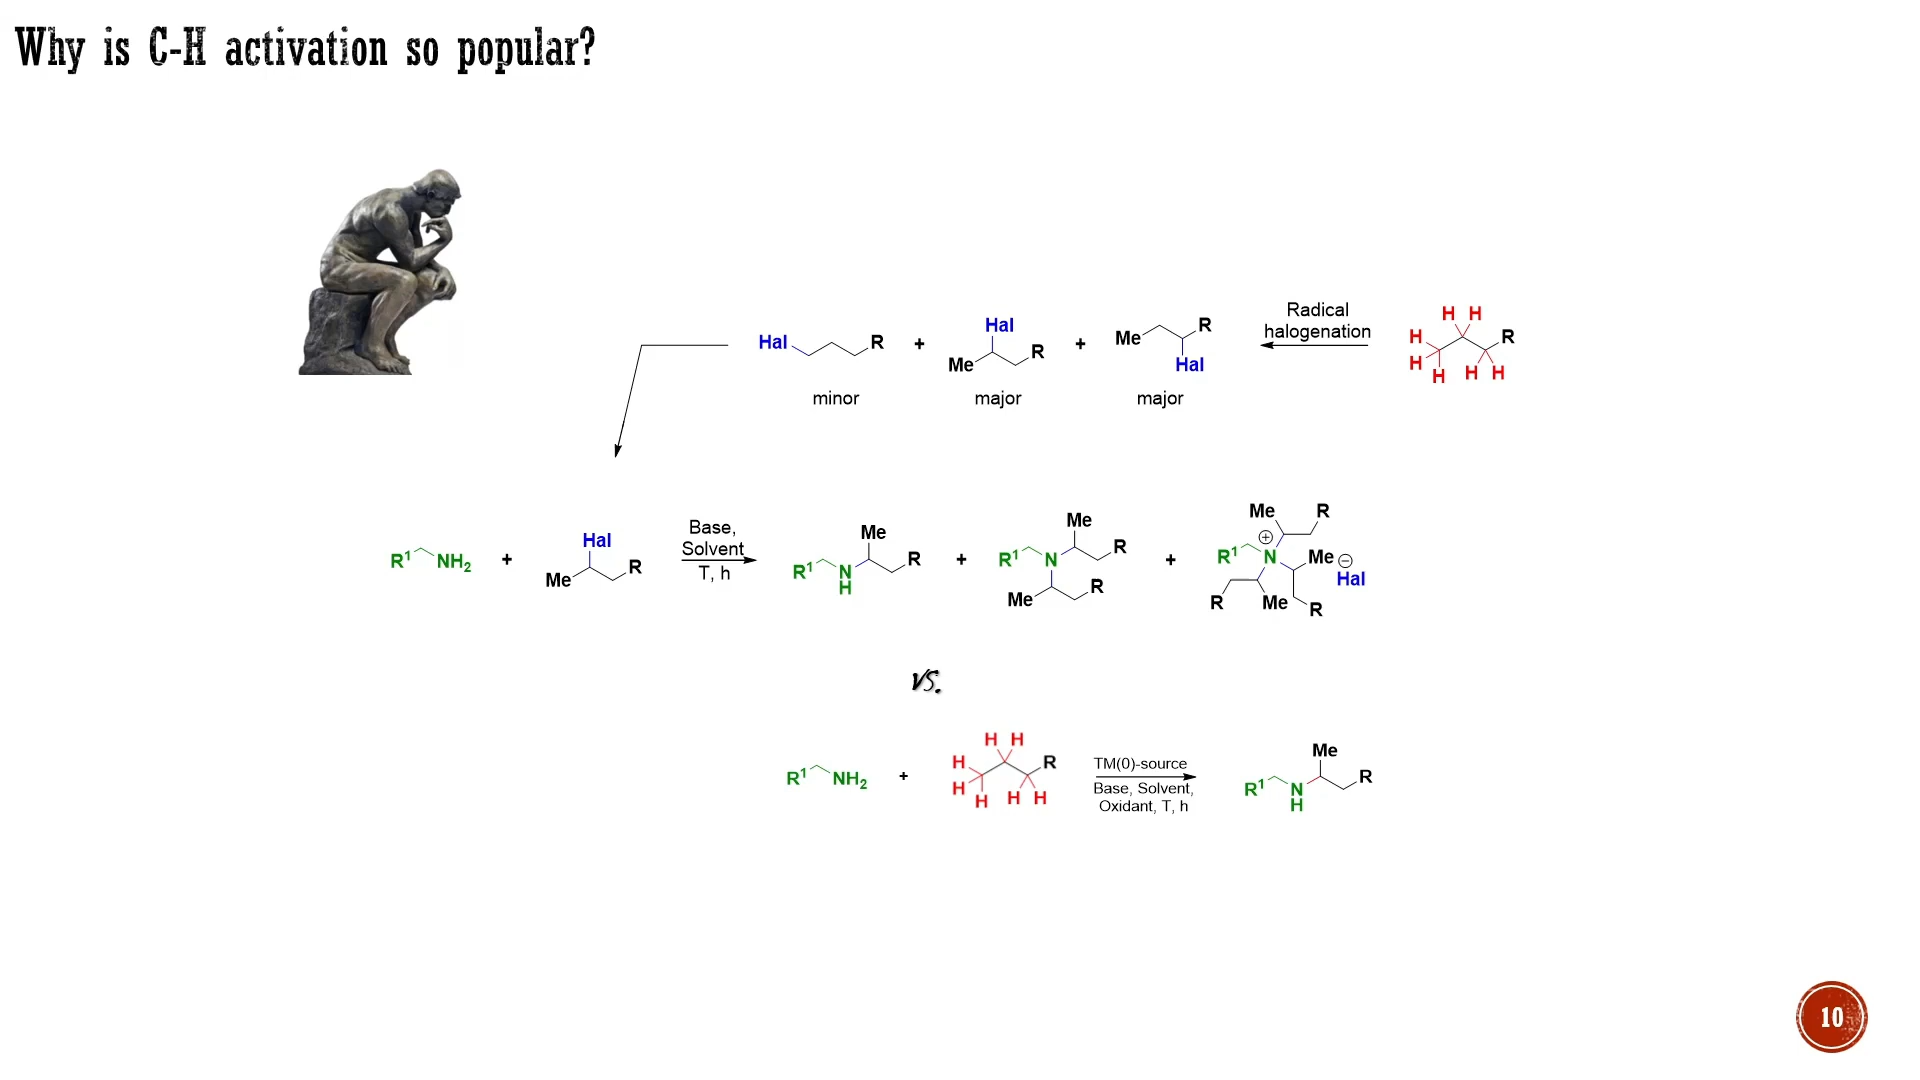 Why is C-H activation so popular?
Radical
halogenation
Hal R + Hal Me R + Me R Hal
H H H H H H H R
minor major major
R¹ NH₂ + Hal Me R
Base,
Solvent
T, h
R¹ N H Me R + R¹ N Me R Me R + Me R R¹ N ⊕ Me ⊖ Hal R Me R
vs.
R¹ NH₂ + H H H H H H H R
TM(0)-source
Base, Solvent,
Oxidant, T, h
R¹ N H Me R
10